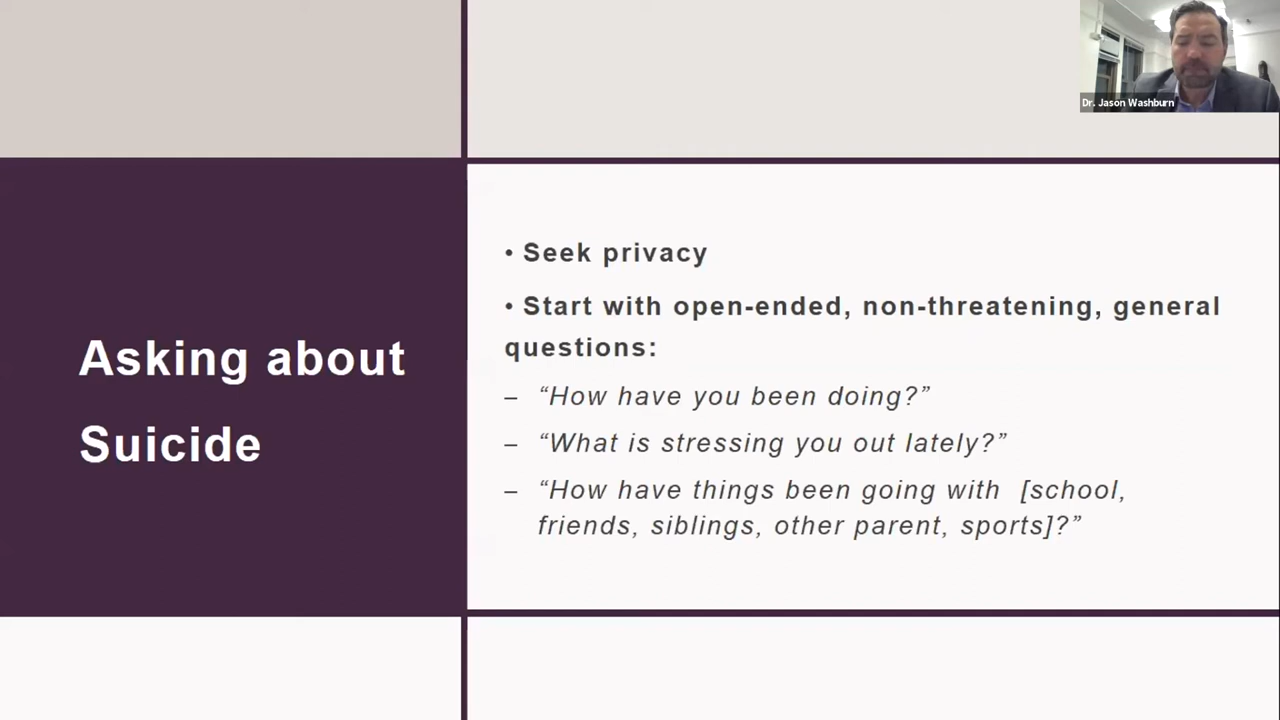 Dr. Jason Washburn
Asking about
Suicide
• Seek privacy
• Start with open-ended, non-threatening, general
questions:
– “How have you been doing?”
– “What is stressing you out lately?”
– “How have things been going with  [school,
friends, siblings, other parent, sports]?”